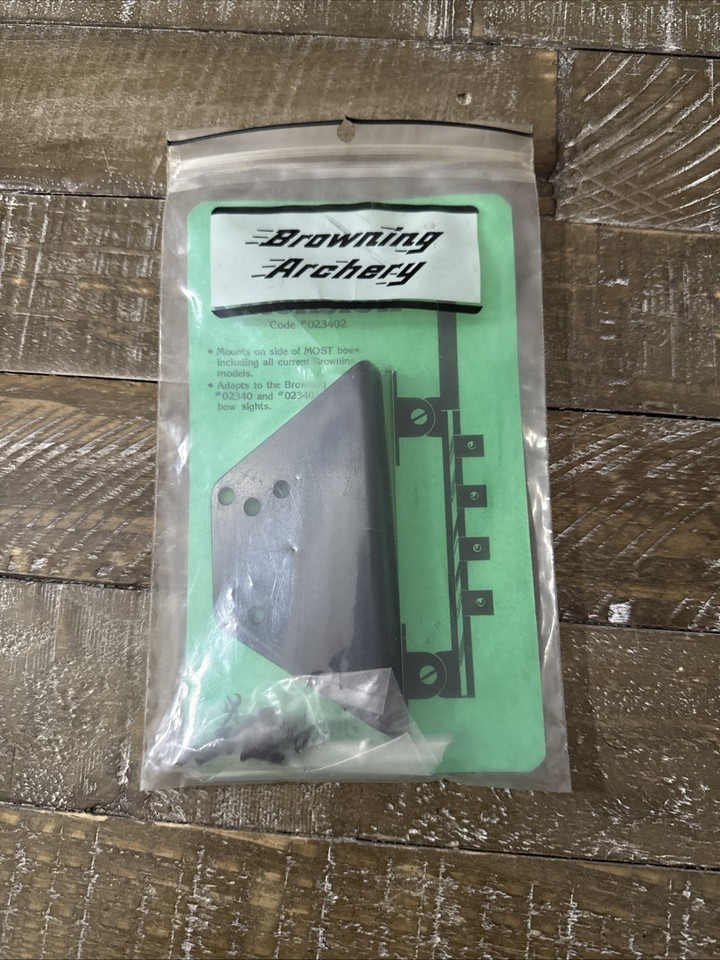 Browning
Archery
Code #023402
• Mounts on side of MOST bows
including all current Browning
models.
• Adapts to the Browning
#02340 and #02340
bow sights.